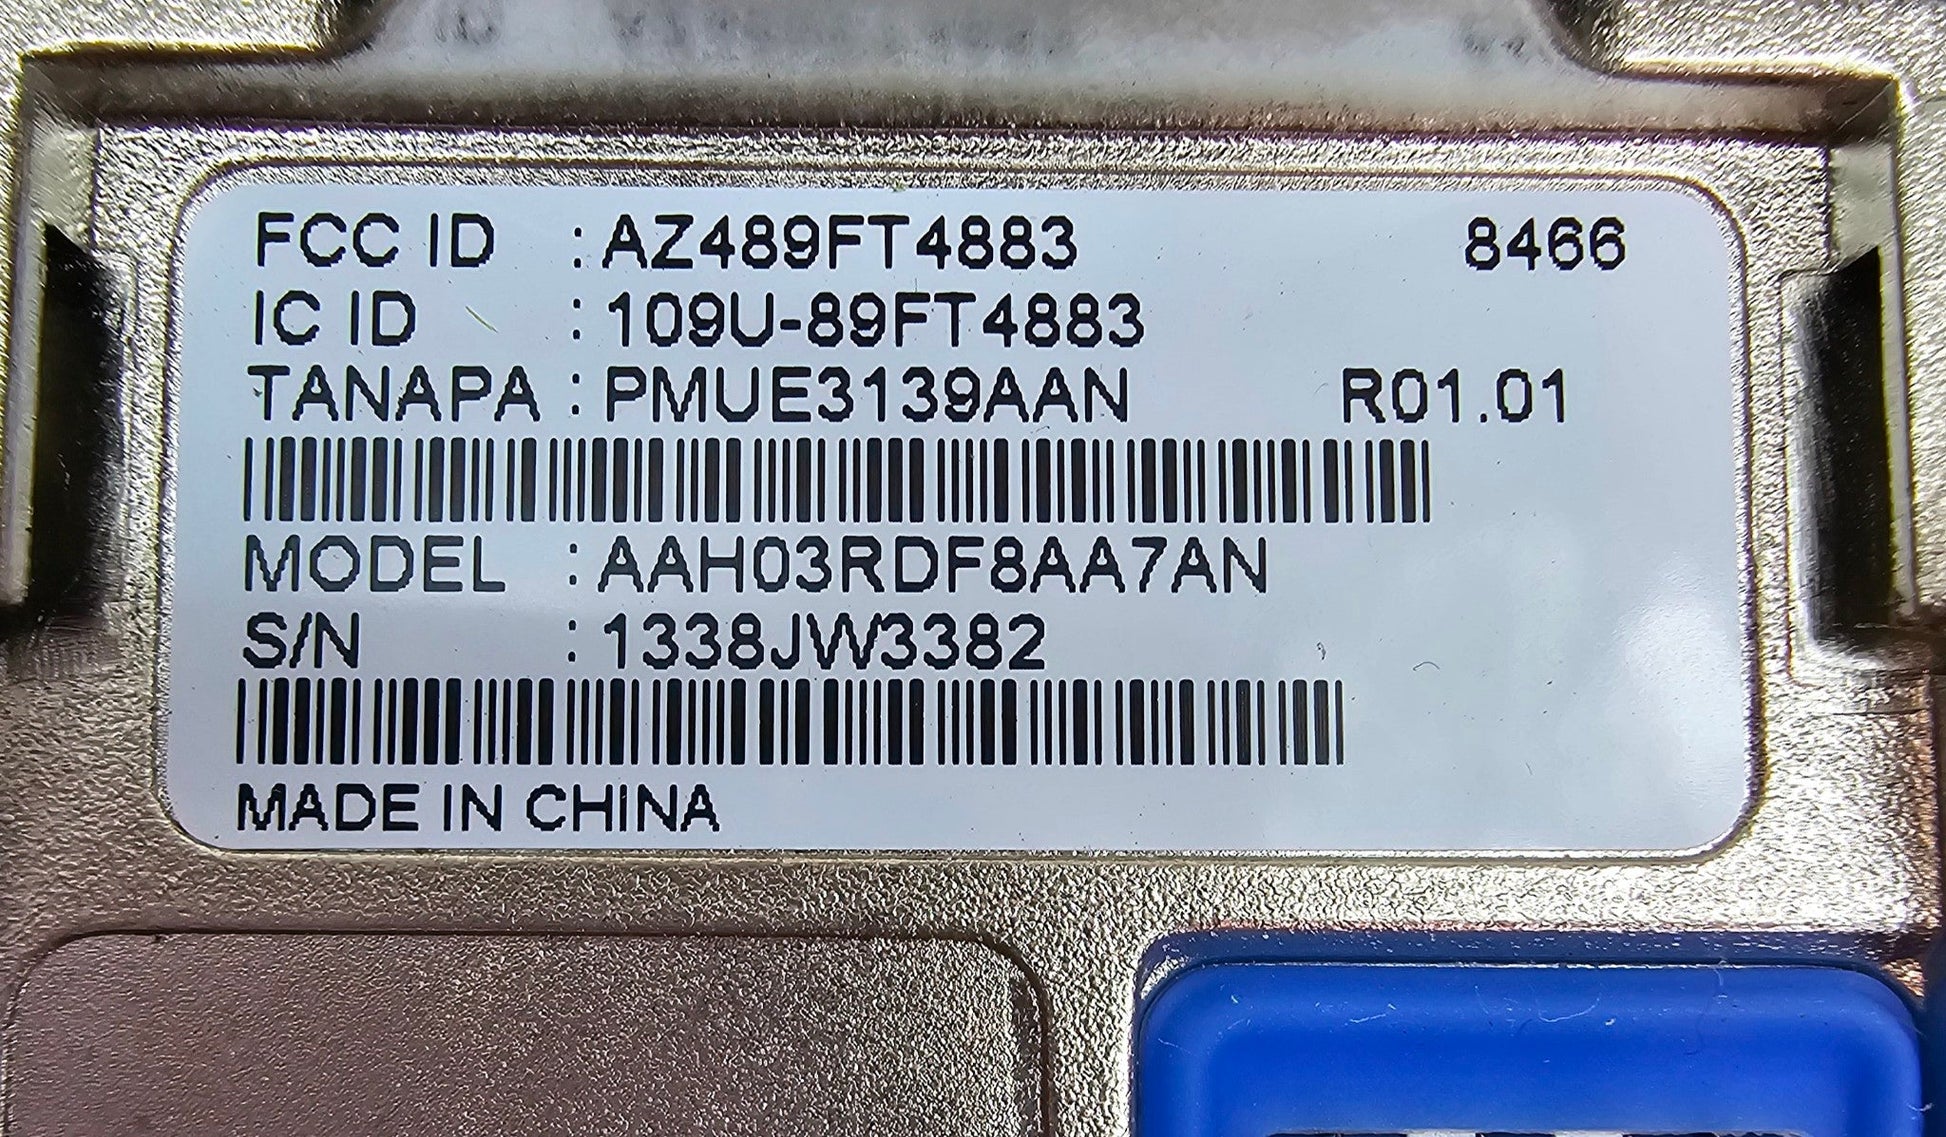 FCC ID : AZ489FT4883 8466
IC ID : 109U-89FT4883
TANAPA : PMUE3139AAN R01.01
MODEL : AAH03RDF8AA7AN
S/N : 1338JW3382
MADE IN CHINA